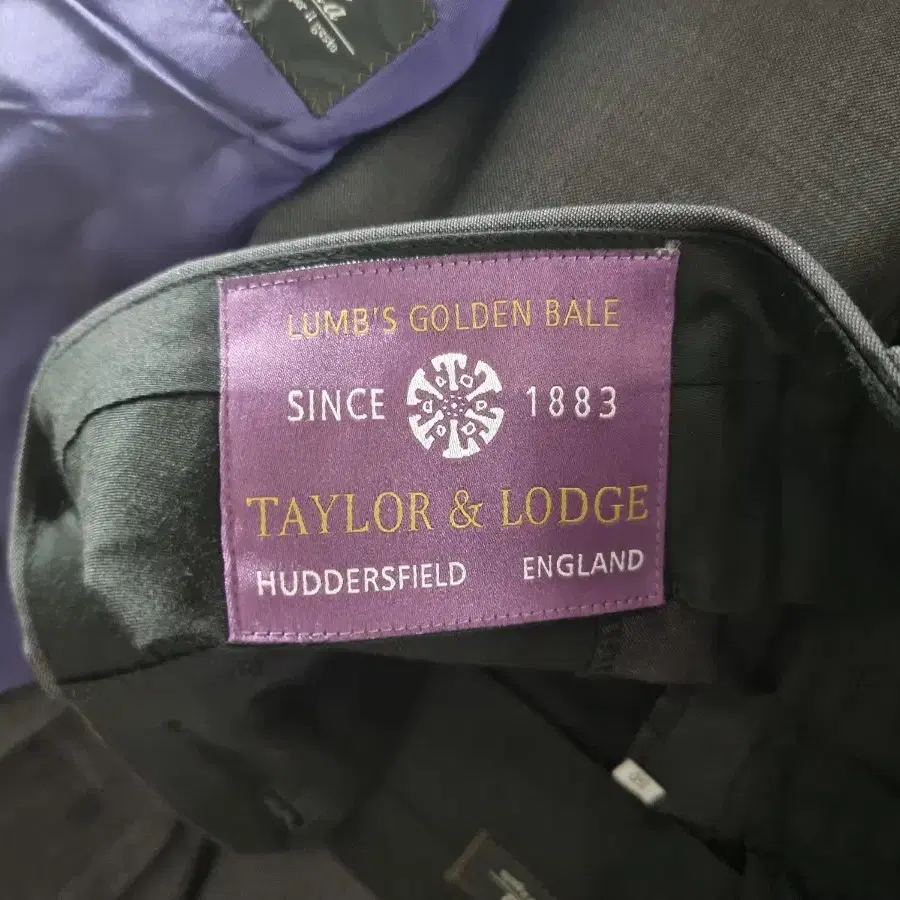 LUMB'S GOLDEN BALE
SINCE 1883
TAYLOR & LODGE
HUDDERSFIELD ENGLAND